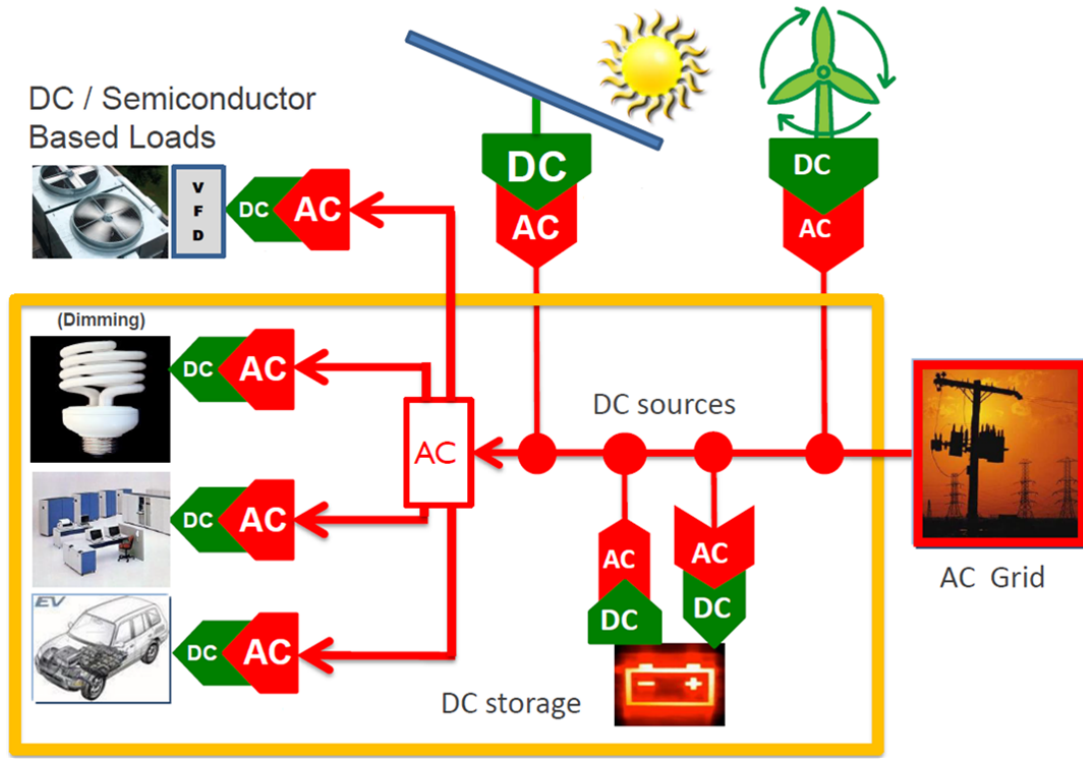 DC / Semiconductor
Based Loads
V
F
D
DC
AC
DC
AC
DC
AC
(Dimming)
DC
AC
DC
AC
EV
DC
AC
AC
DC sources
AC
DC
AC
DC
DC storage
AC Grid